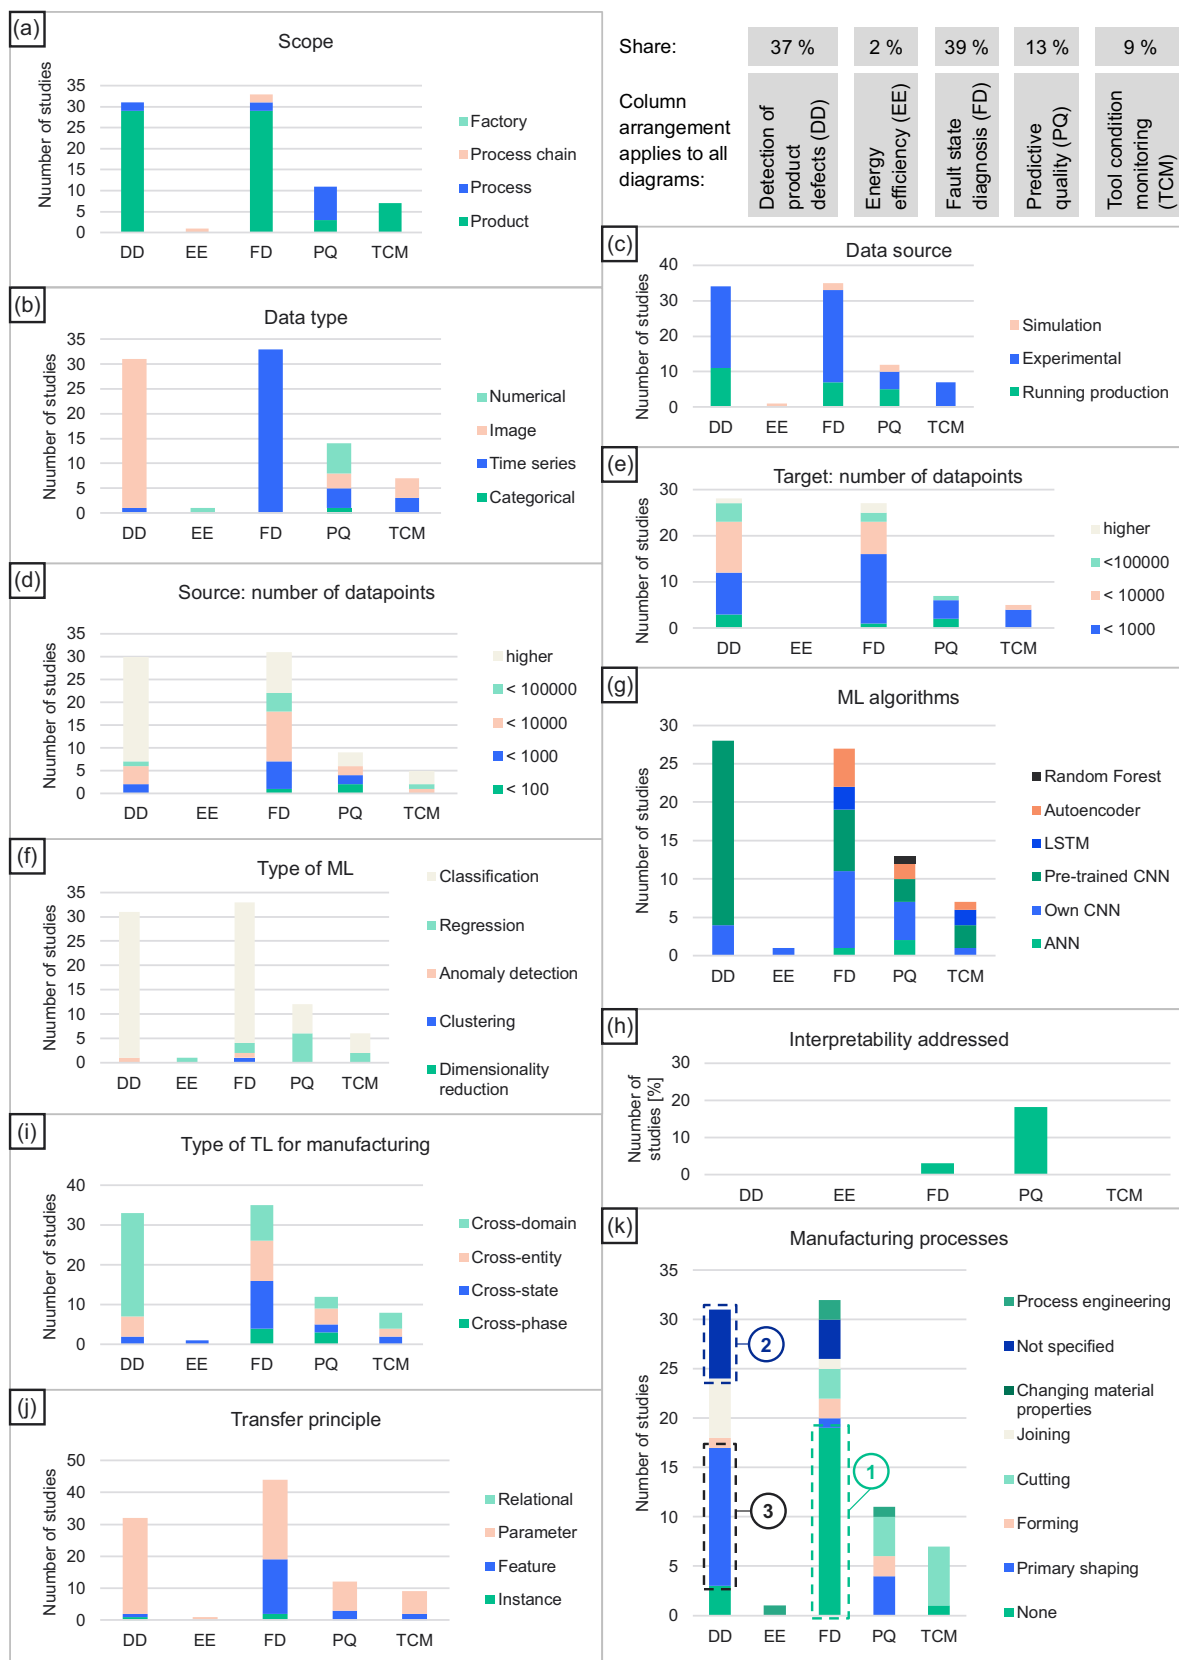 (a)
Scope
Nuumber of studies
35
30
25
20
15
10
5
0
DD EE FD PQ TCM
Factory
Process chain
Process
Product
Share: 37 % 2 % 39 % 13 % 9 %
Column
arrangement
applies to all
diagrams:
Detection of
product
defects (DD)
Energy
efficiency (EE)
Fault state
diagnosis (FD)
Predictive
quality (PQ)
Tool condition
monitoring
(TCM)
(b)
Data type
Nuumber of studies
35
30
25
20
15
10
5
0
DD EE FD PQ TCM
Numerical
Image
Time series
Categorical
(c)
Data source
Nuumber of studies
40
30
20
10
0
DD EE FD PQ TCM
Simulation
Experimental
Running production
(d)
Source: number of datapoints
Nuumber of studies
35
30
25
20
15
10
5
0
DD EE FD PQ TCM
higher
< 100000
< 10000
< 1000
< 100
(e)
Target: number of datapoints
Nuumber of studies
30
20
10
0
DD EE FD PQ TCM
higher
<100000
< 10000
< 1000
(f)
Type of ML
Nuumber of studies
35
30
25
20
15
10
5
0
DD EE FD PQ TCM
Classification
Regression
Anomaly detection
Clustering
Dimensionality
reduction
(g)
ML algorithms
Nuumber of studies
30
25
20
15
10
5
0
DD EE FD PQ TCM
Random Forest
Autoencoder
LSTM
Pre-trained CNN
Own CNN
ANN
(h)
Interpretability addressed
Nuumber of
studies [%]
30
20
10
0
DD EE FD PQ TCM
(i)
Type of TL for manufacturing
Nuumber of studies
40
30
20
10
0
DD EE FD PQ TCM
Cross-domain
Cross-entity
Cross-state
Cross-phase
(j)
Transfer principle
Nuumber of studies
50
40
30
20
10
0
DD EE FD PQ TCM
Relational
Parameter
Feature
Instance
(k)
Manufacturing processes
Number of studies
35
30
25
20
15
10
5
0
DD EE FD PQ TCM
2
1
3
Process engineering
Not specified
Changing material
properties
Joining
Cutting
Forming
Primary shaping
None